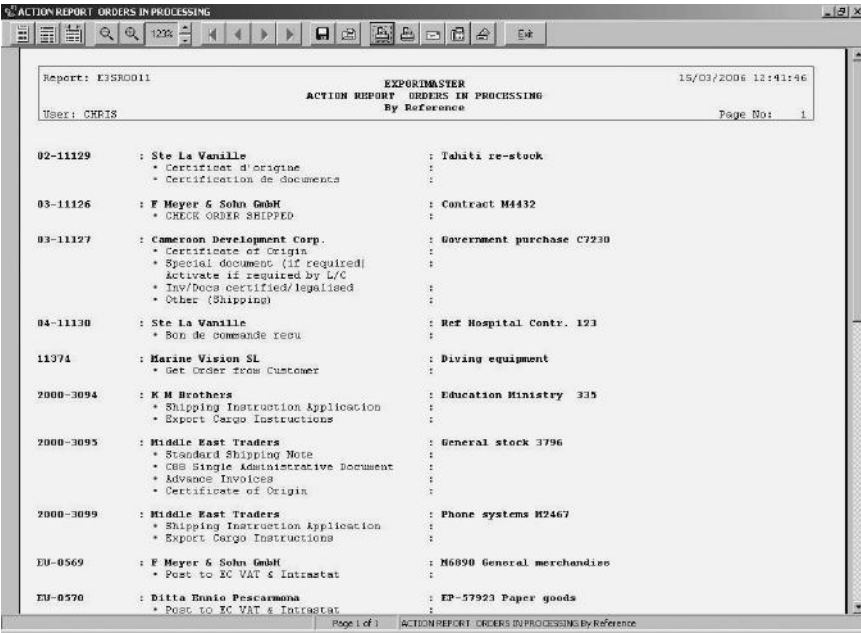 ACTION REPORT ORDERS IN PROCESSING
123% Exit
Report: E3SR0011 EXPORTMASTER 15/03/2006 12:41:46
ACTION REPORT ORDERS IN PROCESSING
By Reference
User: CHRIS Page No: 1
02-11129 : Ste La Vanille : Tahiti re-stock
* Certificat d'origine :
* Certification de documents :
03-11126 : F Meyer & Sohn GmbH : Contract M4432
* CHECK ORDER SHIPPED :
03-11127 : Cameroon Development Corp. : Government purchase C7230
* Certificate of Origin :
* Special document (if required) :
Activate if required by L/C
* Inv/Docs certified/legalised :
* Other (Shipping) :
04-11130 : Ste La Vanille : Ref Hospital Contr. 123
* Bon de commande recu :
11374 : Marine Vision SL : Diving equipment
* Get Order from Customer :
2000-3094 : K M Brothers : Education Ministry 335
* Shipping Instruction Application :
* Export Cargo Instructions :
2000-3095 : Middle East Traders : General stock 3796
* Standard Shipping Note :
* C88 Single Administrative Document :
* Advance Invoices :
* Certificate of Origin :
2000-3099 : Middle East Traders : Phone systems M2467
* Shipping Instruction Application :
* Export Cargo Instructions :
EU-0569 : F Meyer & Sohn GmbH : M6890 General merchandise
* Post to EC VAT & Intrastat :
EU-0570 : Ditta Ennio Pescarmona : EP-57923 Paper goods
* Post to EC VAT & Intrastat :
Page 1 of 1 ACTION REPORT ORDERS IN PROCESSING By Reference